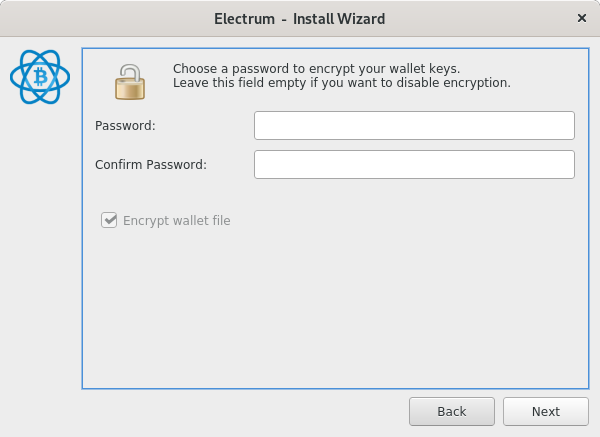 Electrum - Install Wizard
Choose a password to encrypt your wallet keys.
Leave this field empty if you want to disable encryption.
Password:
Confirm Password:
Encrypt wallet file
Back
Next